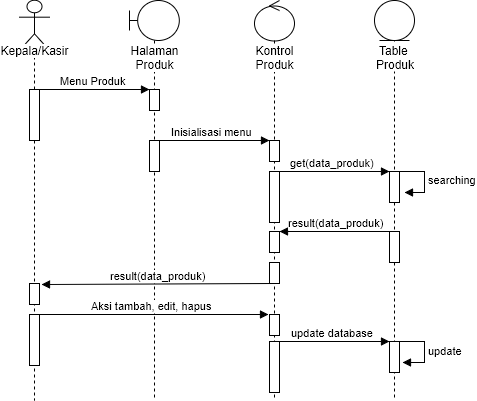 Kepala/Kasir
Halaman
Produk
Kontrol
Produk
Table
Produk
Menu Produk
Inisialisasi menu
get(data_produk)
searching
result(data_produk)
result(data_produk)
Aksi tambah, edit, hapus
update database
update